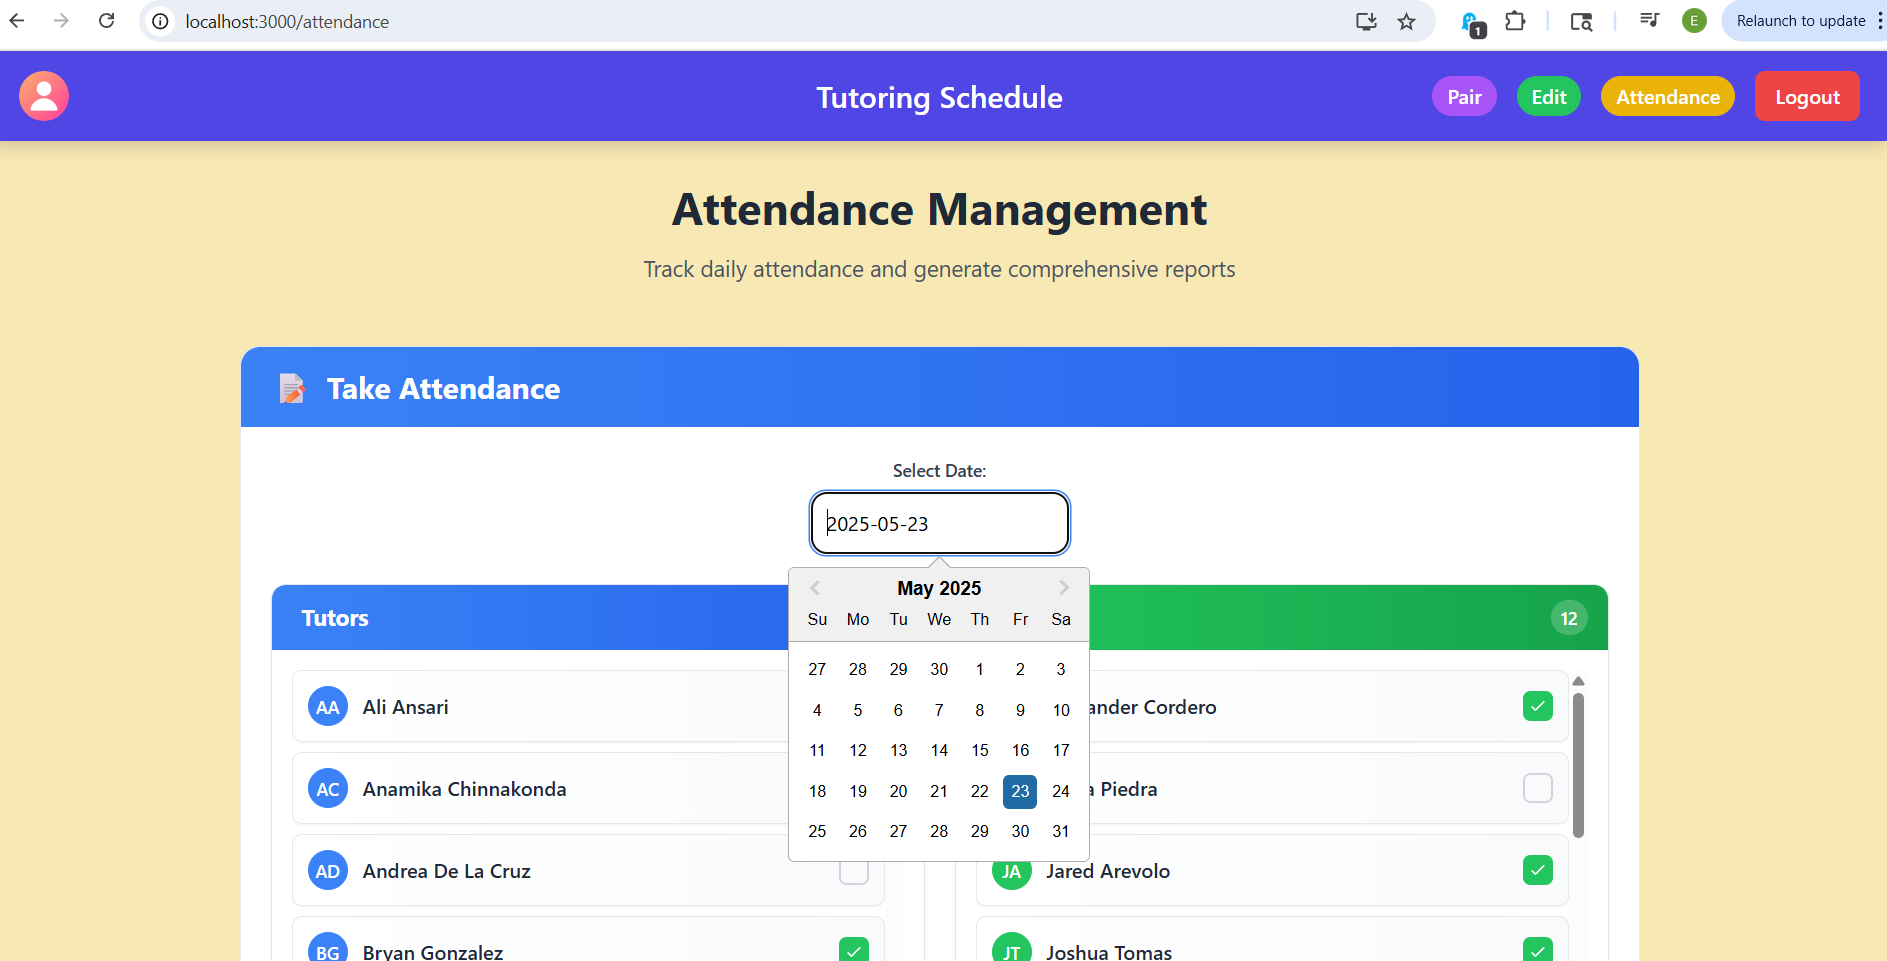 localhost:3000/attendance
1
E
Relaunch to update
Tutoring Schedule
Pair
Edit
Attendance
Logout
Attendance Management
Track daily attendance and generate comprehensive reports
Take Attendance
Select Date:
2025-05-23
May 2025
Su Mo Tu We Th Fr Sa
27 28 29 30 1 2 3
4 5 6 7 8 9 10
11 12 13 14 15 16 17
18 19 20 21 22 23 24
25 26 27 28 29 30 31
Tutors
AA Ali Ansari
AC Anamika Chinnakonda
AD Andrea De La Cruz
BG Bryan Gonzalez
12
ander Cordero
Piedra
JA Jared Arevolo
JT Joshua Tomas